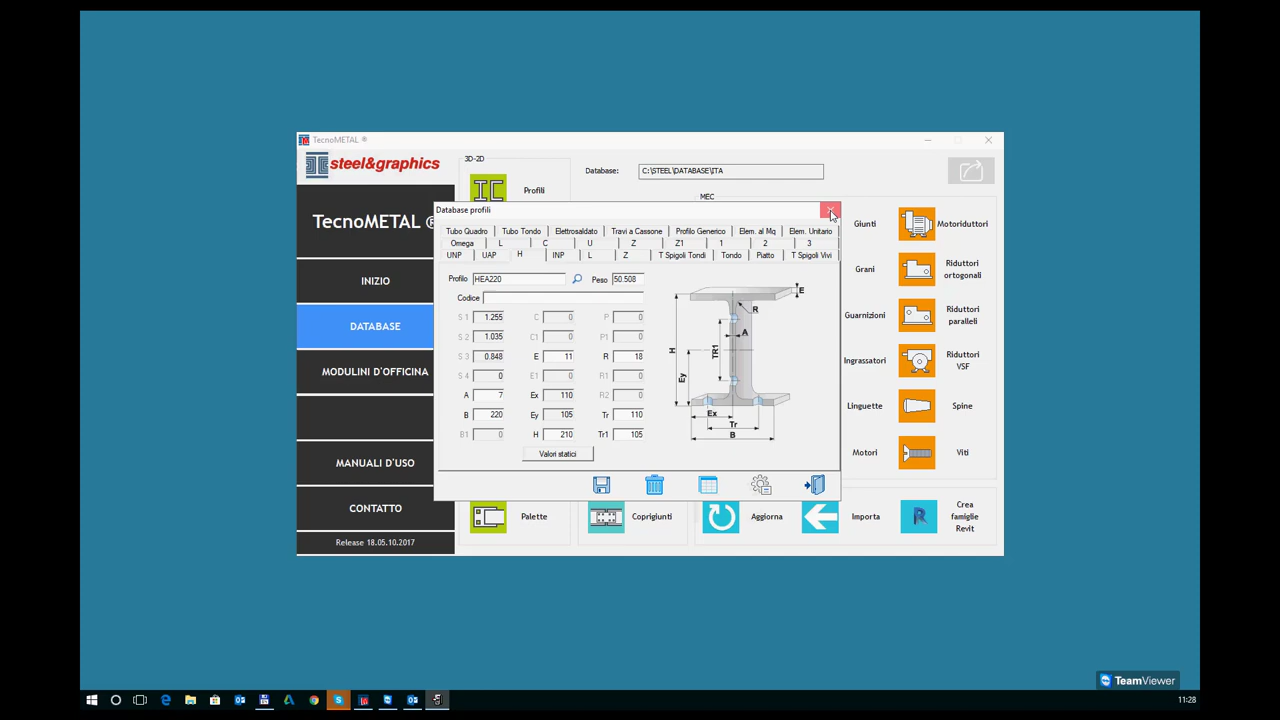 TecnoMETAL ®
steel&graphics
3D-2D
Database:
C:\STEEL\DATABASE\ITA
Profili
MEC
TecnoMETAL ®
INIZIO
DATABASE
MODULINI D'OFFICINA
MANUALI D'USO
CONTATTO
Release 18.05.10.2017
Database profili
Tubo Quadro Tubo Tondo Elettrosaldato Travi a Cassone Profilo Generico Elem. al Mq Elem. Unitario
Omega L C U Z Z1 1 2 3
UNP UAP H INP L Z T Spigoli Tondi Tondo Piatto T Spigoli Vivi
Profilo HEA220 Peso 50.508
Codice
S 1 1.255 C 0 P 0
S 2 1.035 C1 0 P1 0
S 3 0.848 E 11 R 18
S 4 0 E1 0 R1 0
A 7 Ex 110 R2 0
B 220 Ey 105 Tr 110
B1 0 H 210 Tr1 105
Valori statici
E
R
A
TR1
H
Ey
Ex
Tr
B
Giunti
Motoriduttori
Grani
Riduttori
ortogonali
Guarnizioni
Riduttori
paralleli
Ingrassatori
Riduttori
VSF
Linguette
Spine
Motori
Viti
Palette
Coprigiunti
Aggiorna
Importa
Crea
famiglie
Revit
TeamViewer
11:28